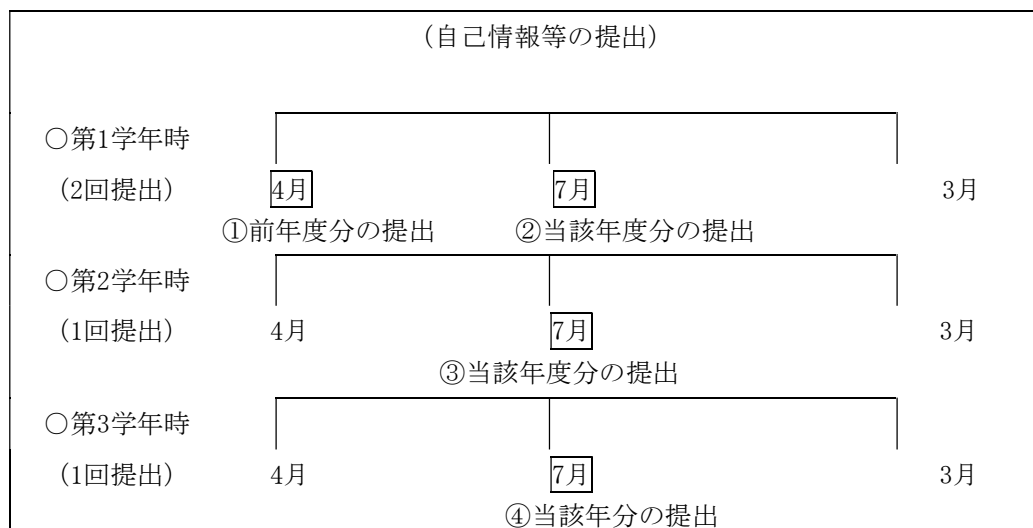 (自己情報等の提出)
○第1学年時
(2回提出) 4月 7月 3月
①前年度分の提出 ②当該年度分の提出
○第2学年時
(1回提出) 4月 7月 3月
③当該年度分の提出
○第3学年時
(1回提出) 4月 7月 3月
④当該年分の提出